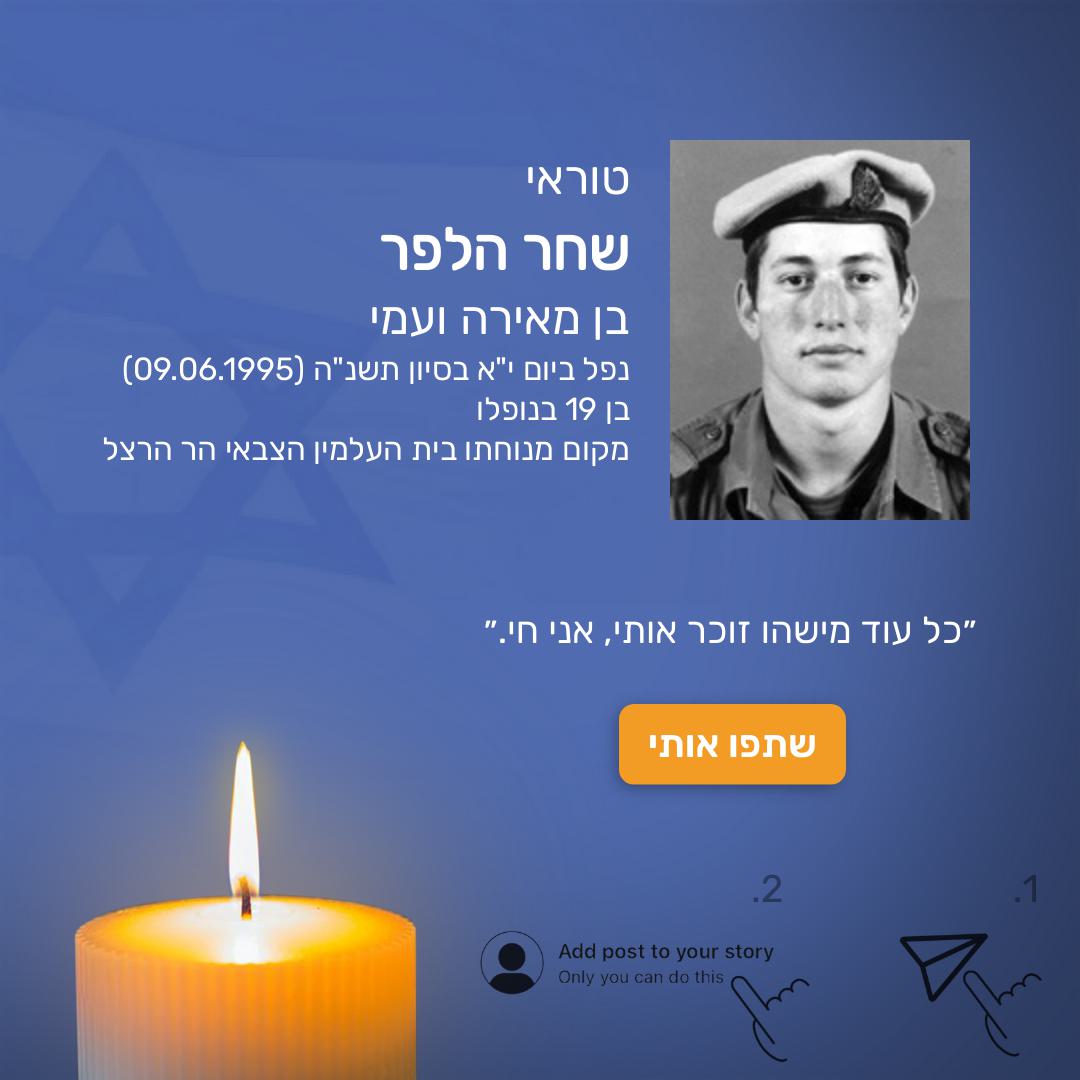 טוראי
שחר הלפר
בן מאירה ועמי
נפל ביום י"א בסיון תשנ"ה (09.06.1995)
בן 19 בנופלו
מקום מנוחתו בית העלמין הצבאי הר הרצל
״כל עוד מישהו זוכר אותי, אני חי.״
שתפו אותי
1.
2.
Add post to your story
Only you can do this